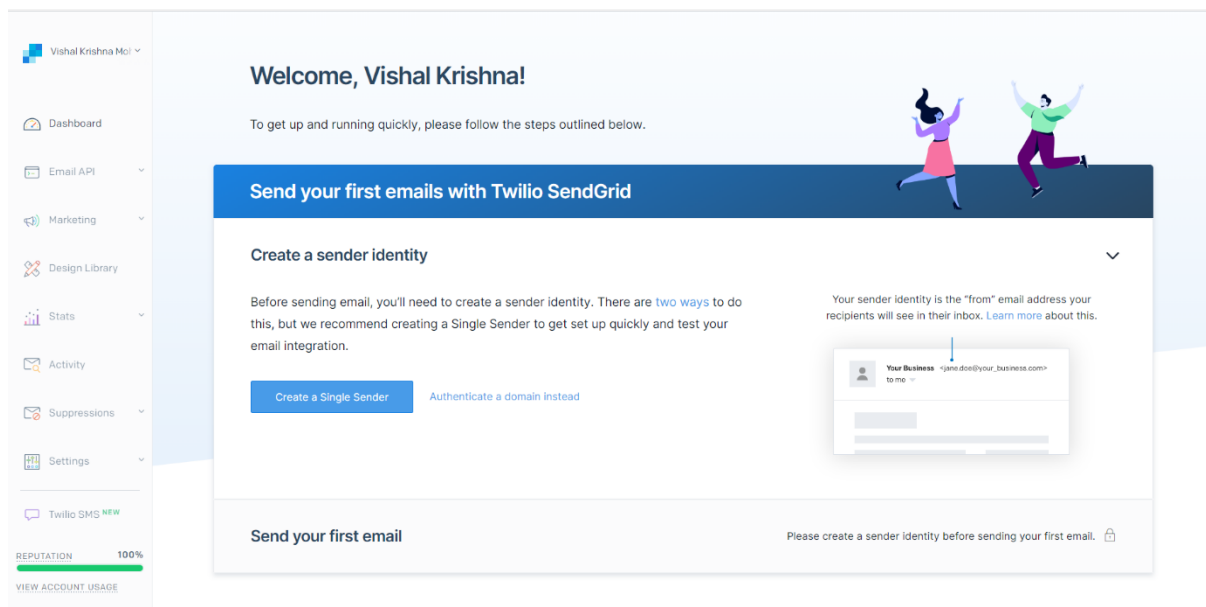 Vishal Krishna Mol
Dashboard
Email API
Marketing
Design Library
Stats
Activity
Suppressions
Settings
Twilio SMS NEW
REPUTATION 100%
VIEW ACCOUNT USAGE
Welcome, Vishal Krishna!
To get up and running quickly, please follow the steps outlined below.
Send your first emails with Twilio SendGrid
Create a sender identity
Before sending email, you'll need to create a sender identity. There are two ways to do
this, but we recommend creating a Single Sender to get set up quickly and test your
email integration.
Create a Single Sender
Authenticate a domain instead
Your sender identity is the "from" email address your
recipients will see in their inbox. Learn more about this.
Your Business <jane.doe@your_business.com>
to me
Send your first email
Please create a sender identity before sending your first email.